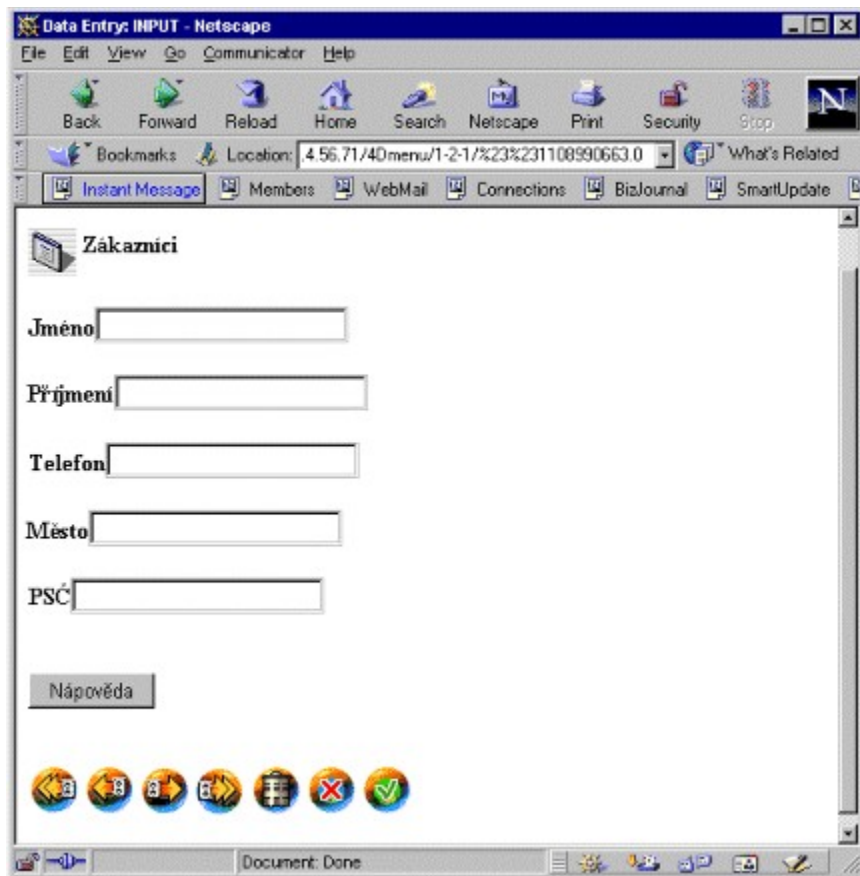 Data Entry: INPUT - Netscape
File Edit View Go Communicator Help
Back Forward Reload Home Search Netscape Print Security Stop
Bookmarks Location: .4.56.71/4Dmenu/1-2-1/%23%231108990663.0 What's Related
Instant Message Members WebMail Connections BizJournal SmartUpdate
Zákazníci
Jméno
Příjmení
Telefon
Město
PSČ
Nápověda
Document: Done